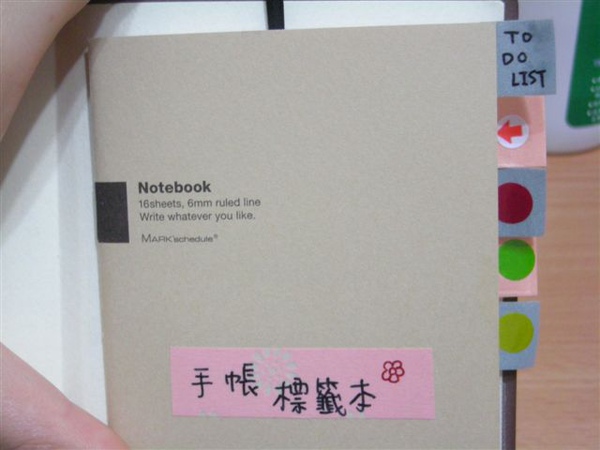 TO
DO
LIST
Notebook
16sheets, 6mm ruled line
Write whatever you like.
MARK'schedule®
手帳標籤本